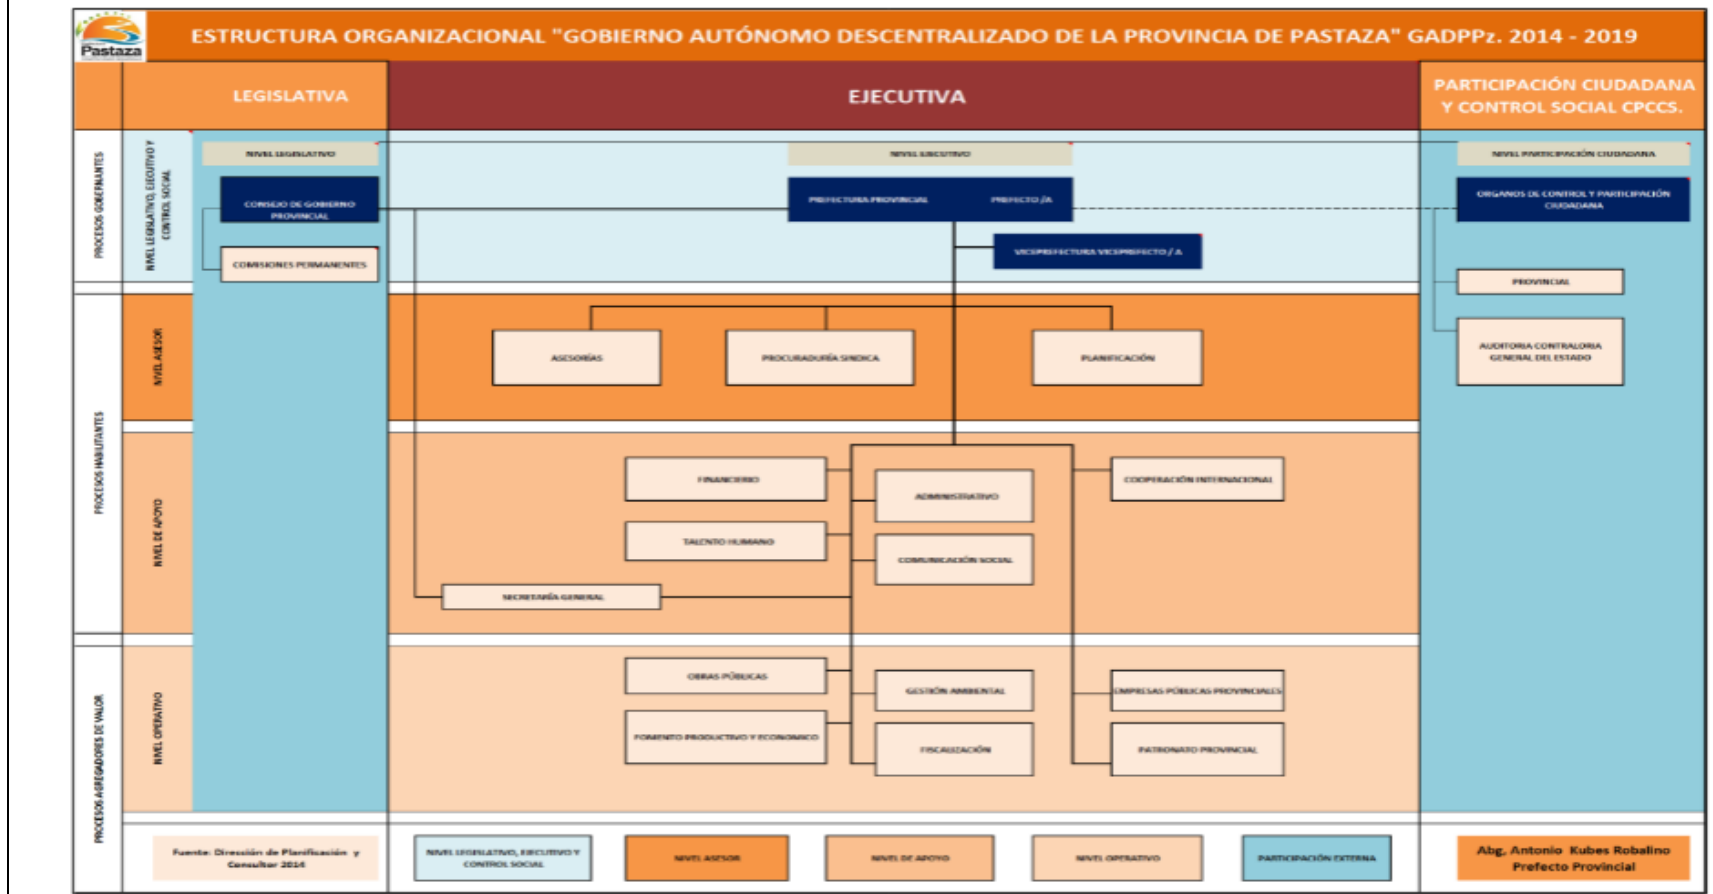 Pastaza
ESTRUCTURA ORGANIZACIONAL "GOBIERNO AUTÓNOMO DESCENTRALIZADO DE LA PROVINCIA DE PASTAZA" GADPPz. 2014 - 2019
LEGISLATIVA
EJECUTIVA
PARTICIPACIÓN CIUDADANA
Y CONTROL SOCIAL CPCCS.
PROCESOS GOBERNANTES
NIVEL LEGISLATIVO, EJECUTIVO Y
CONTROL SOCIAL
NIVEL LEGISLATIVO
NIVEL EJECUTIVO
NIVEL PARTICIPACIÓN CIUDADANA
CONSEJO DE GOBIERNO
PROVINCIAL
PREFECTURA PROVINCIAL PREFECTO /A
ORGANOS DE CONTROL Y PARTICIPACIÓN
CIUDADANA
VICEPREFECTURA VICEPREFECTO / A
COMISIONES PERMANENTES
PROVINCIAL
PROCESOS HABILITANTES
NIVEL ASESOR
ASESORÍAS
PROCURADURÍA SINDICA
PLANIFICACIÓN
AUDITORIA CONTRALORIA
GENERAL DEL ESTADO
NIVEL DE APOYO
FINANCIERO
ADMINISTRATIVO
COOPERACIÓN INTERNACIONAL
TALENTO HUMANO
COMUNICACIÓN SOCIAL
SECRETARÍA GENERAL
PROCESOS AGREGADORES DE VALOR
NIVEL OPERATIVO
OBRAS PÚBLICAS
GESTIÓN AMBIENTAL
EMPRESAS PÚBLICAS PROVINCIALES
FOMENTO PRODUCTIVO Y ECONOMICO
FISCALIZACIÓN
PATRONATO PROVINCIAL
Fuente: Dirección de Planificación y
Consultor 2014
NIVEL LEGISLATIVO, EJECUTIVO Y
CONTROL SOCIAL
NIVEL ASESOR
NIVEL DE APOYO
NIVEL OPERATIVO
PARTICIPACIÓN EXTERNA
Abg, Antonio Kubes Robalino
Prefecto Provincial